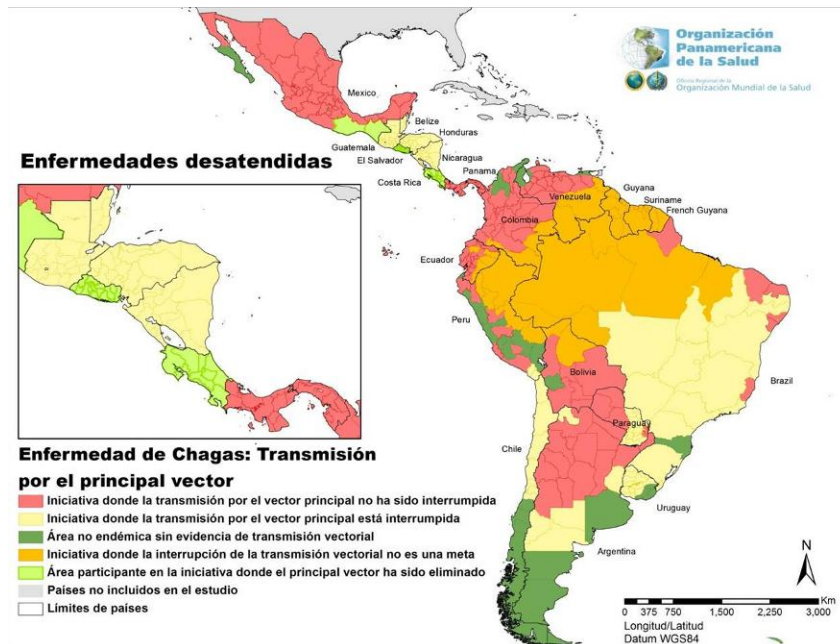 Organización
Panamericana
de la Salud
Oficina Regional de la
Organización Mundial de la Salud
Mexico
Belize
Honduras
Guatemala
El Salvador
Nicaragua
Costa Rica
Panama
Enfermedades desatendidas
Venezuela
Guyana
Suriname
French Guyana
Colombia
Ecuador
Peru
Bolivia
Brazil
Paraguay
Chile
Uruguay
Argentina
Enfermedad de Chagas: Transmisión
por el principal vector
Iniciativa donde la transmisión por el vector principal no ha sido interrumpida
Iniciativa donde la transmisión por el vector principal está interrumpida
Área no endémica sin evidencia de transmisión vectorial
Iniciativa donde la interrupción de la transmisión vectorial no es una meta
Área participante en la iniciativa donde el principal vector ha sido eliminado
Países no incluidos en el estudio
Límites de países
N
Km
0 375 750 1,500 2,250 3,000
Longitud/Latitud
Datum WGS84